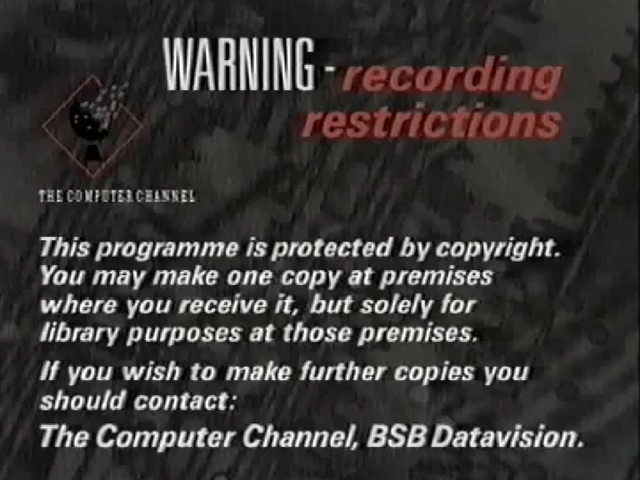 WARNING - recording
restrictions
THE COMPUTER CHANNEL
This programme is protected by copyright.
You may make one copy at premises
where you receive it, but solely for
library purposes at those premises.
If you wish to make further copies you
should contact:
The Computer Channel, BSB Datavision.